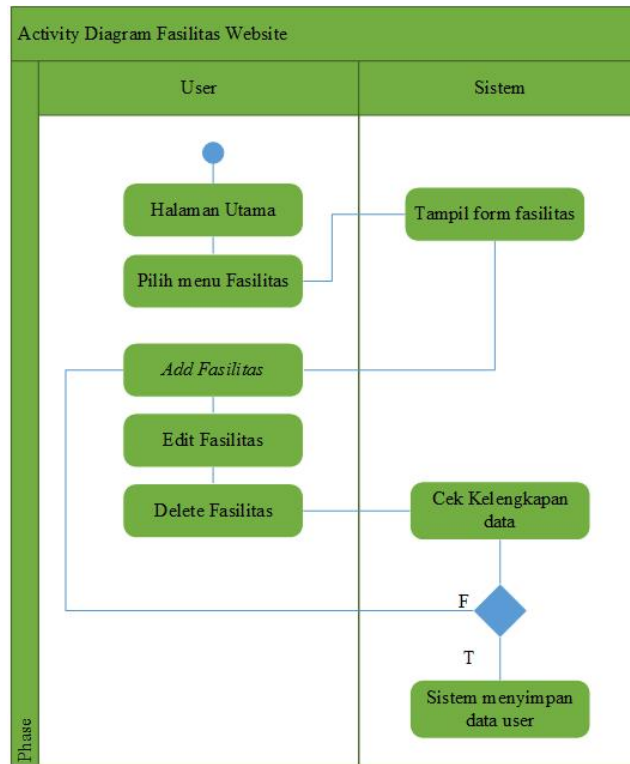 Activity Diagram Fasilitas Website
User
Sistem
Halaman Utama
Tampil form fasilitas
Pilih menu Fasilitas
Add Fasilitas
Edit Fasilitas
Delete Fasilitas
Cek Kelengkapan
data
F
T
Sistem menyimpan
data user
Phase